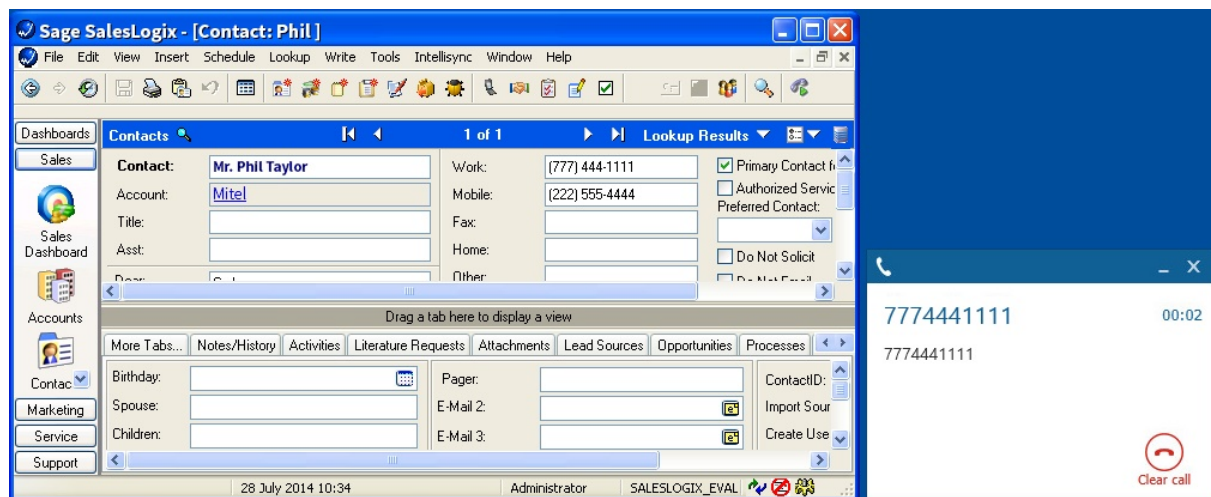 Sage SalesLogix - [Contact: Phil ]
File Edit View Insert Schedule Lookup Write Tools Intellisync Window Help
Dashboards
Sales
Sales
Dashboard
Accounts
Contac
Marketing
Service
Support
Contacts 1 of 1 Lookup Results
Contact: Mr. Phil Taylor
Account: Mitel
Title:
Asst:
Work: (777) 444-1111
Mobile: (222) 555-4444
Fax:
Home:
Other
Primary Contact f
Authorized Servic
Preferred Contact:
Do Not Solicit
Drag a tab here to display a view
More Tabs... Notes/History Activities Literature Requests Attachments Lead Sources Opportunities Processes
Birthday:
Spouse:
Children:
Pager:
E-Mail 2:
E-Mail 3:
ContactID:
Import Sour
Create Use
28 July 2014 10:34 Administrator SALESLOGIX_EVAL
7774441111 00:02
7774441111
Clear call